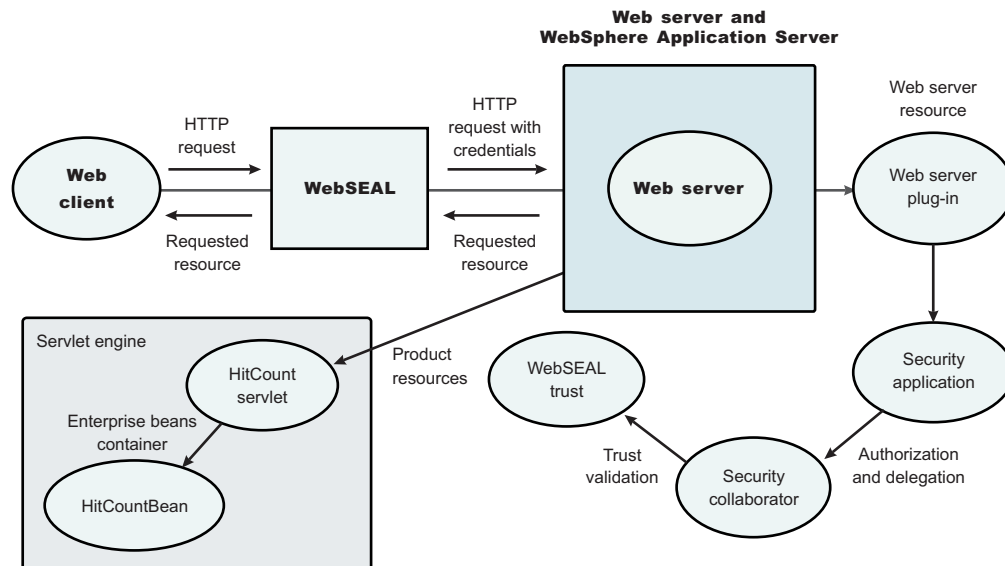 Web server and
WebSphere Application Server
Web server
resource
HTTP
request
HTTP
request with
credentials
Web
client
WebSEAL
Web server
Web server
plug-in
Requested
resource
Requested
resource
Servlet engine
HitCount
servlet
Product
resources
WebSEAL
trust
Security
application
Enterprise beans
container
Trust
validation
Authorization
and delegation
HitCountBean
Security
collaborator